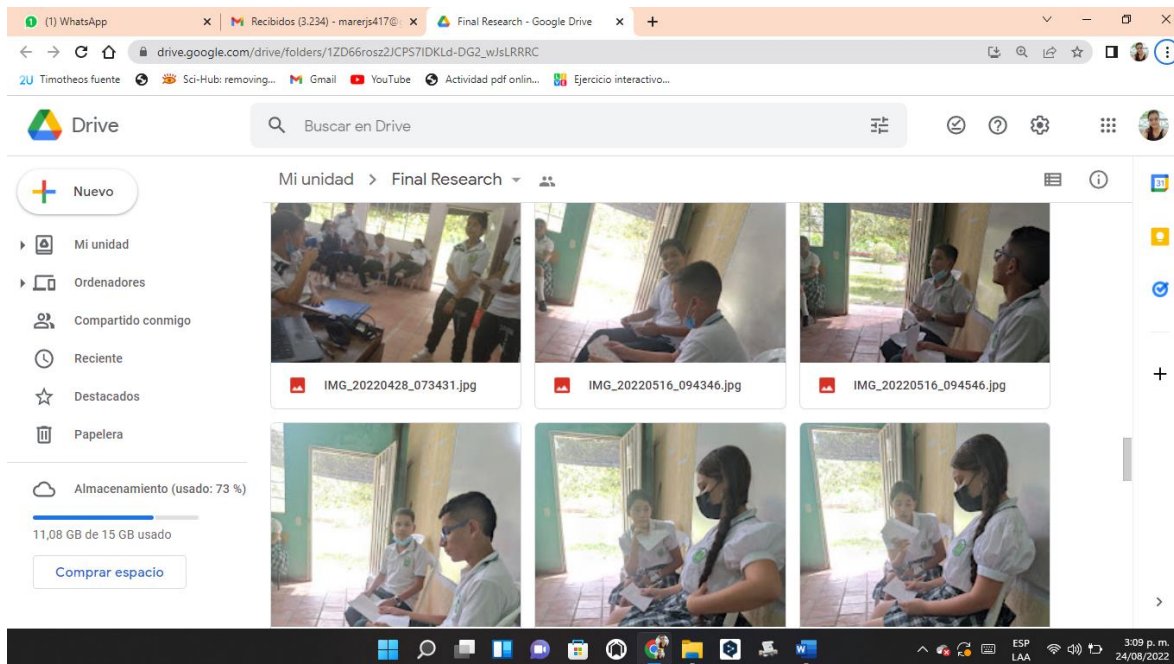 (1) WhatsApp
Recibidos (3.234) - marerjs417@
Final Research - Google Drive
drive.google.com/drive/folders/1ZD66rosz2JCPS7IDKLd-DG2_wJsLRRRC
2U Timotheos fuente
Sci-Hub: removing...
Gmail
YouTube
Actividad pdf onlin...
Ejercicio interactivo...
Drive
Buscar en Drive
Nuevo
Mi unidad > Final Research
Mi unidad
Ordenadores
Compartido conmigo
Reciente
Destacados
Papelera
Almacenamiento (usado: 73 %)
11,08 GB de 15 GB usado
Comprar espacio
IMG_20220428_073431.jpg
IMG_20220516_094346.jpg
IMG_20220516_094546.jpg
31
ESP
LAA
3:09 p. m.
24/08/2022